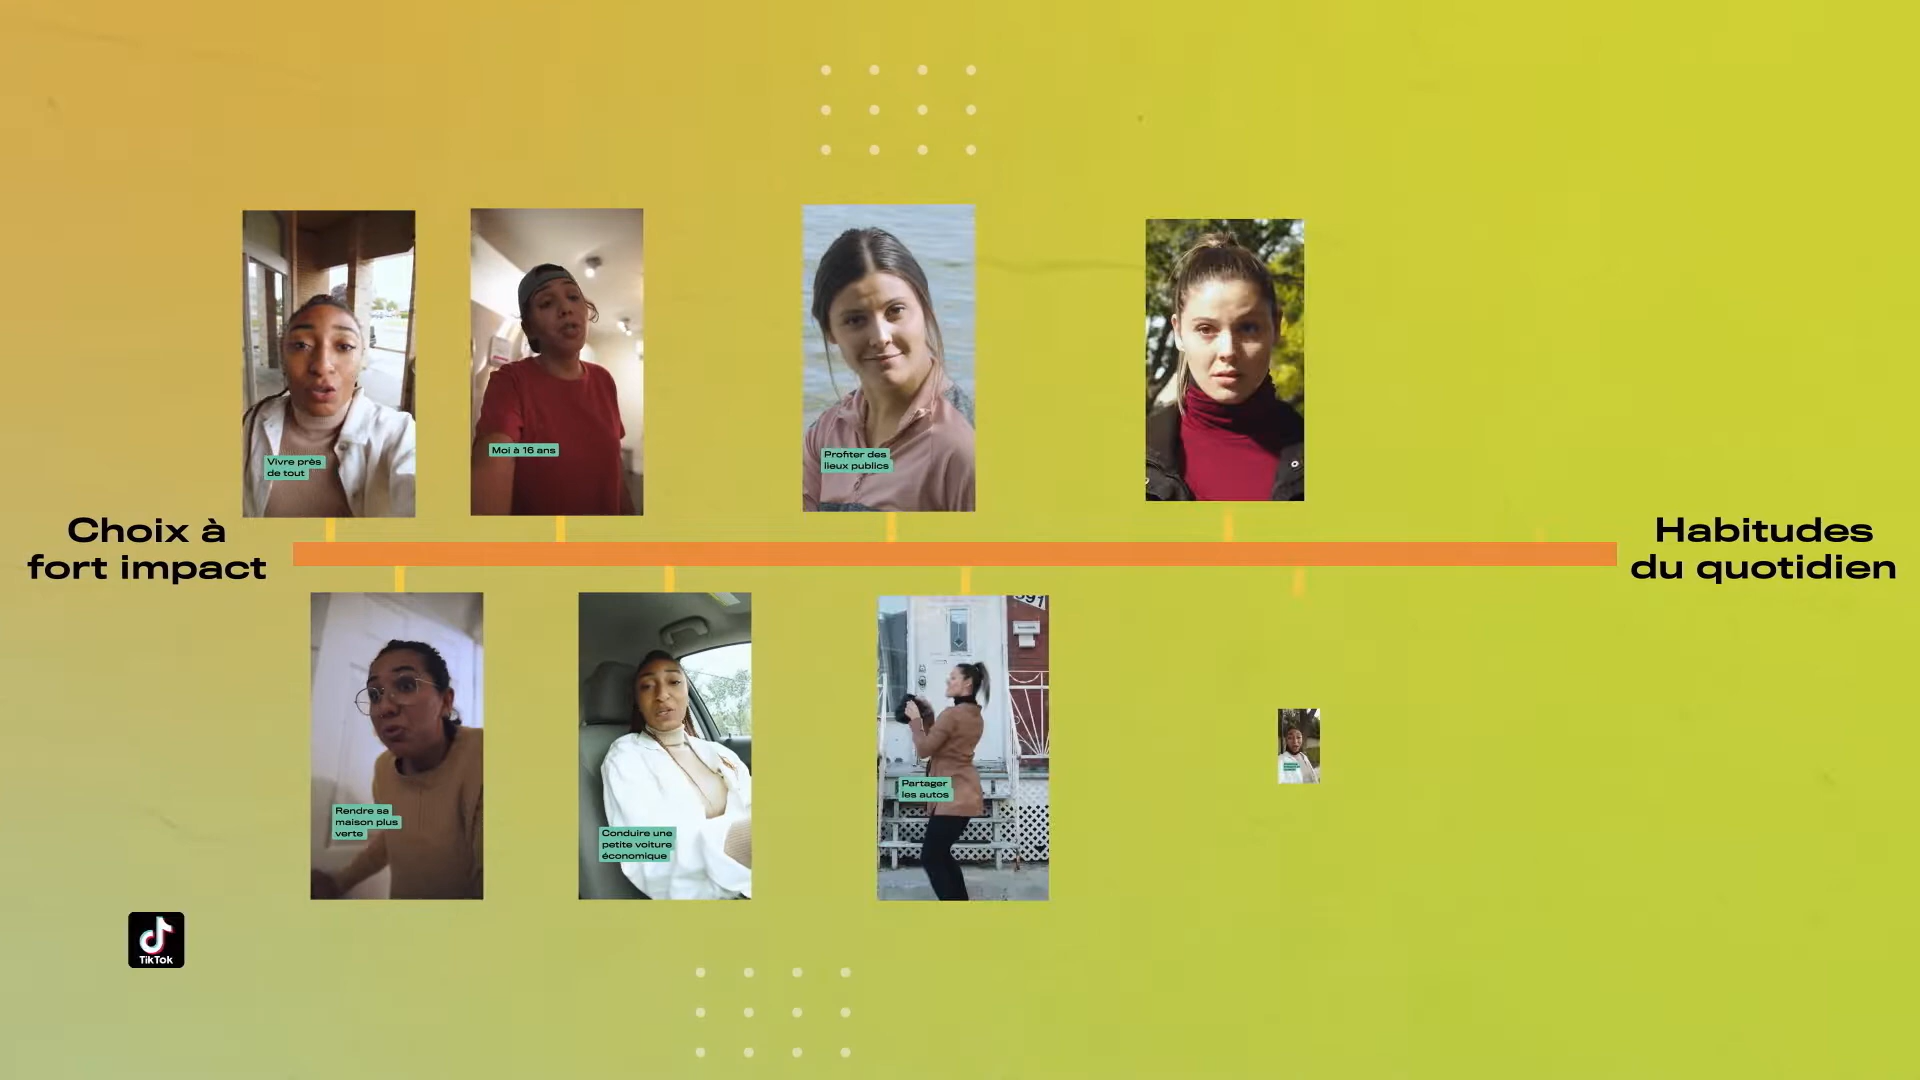 Vivre près
de tout
Moi à 16 ans
Profiter des
lieux publics
Choix à
fort impact
Habitudes
du quotidien
391
Rendre sa
maison plus
verte
Conduire une
petite voiture
économique
Partager
les autos
TikTok